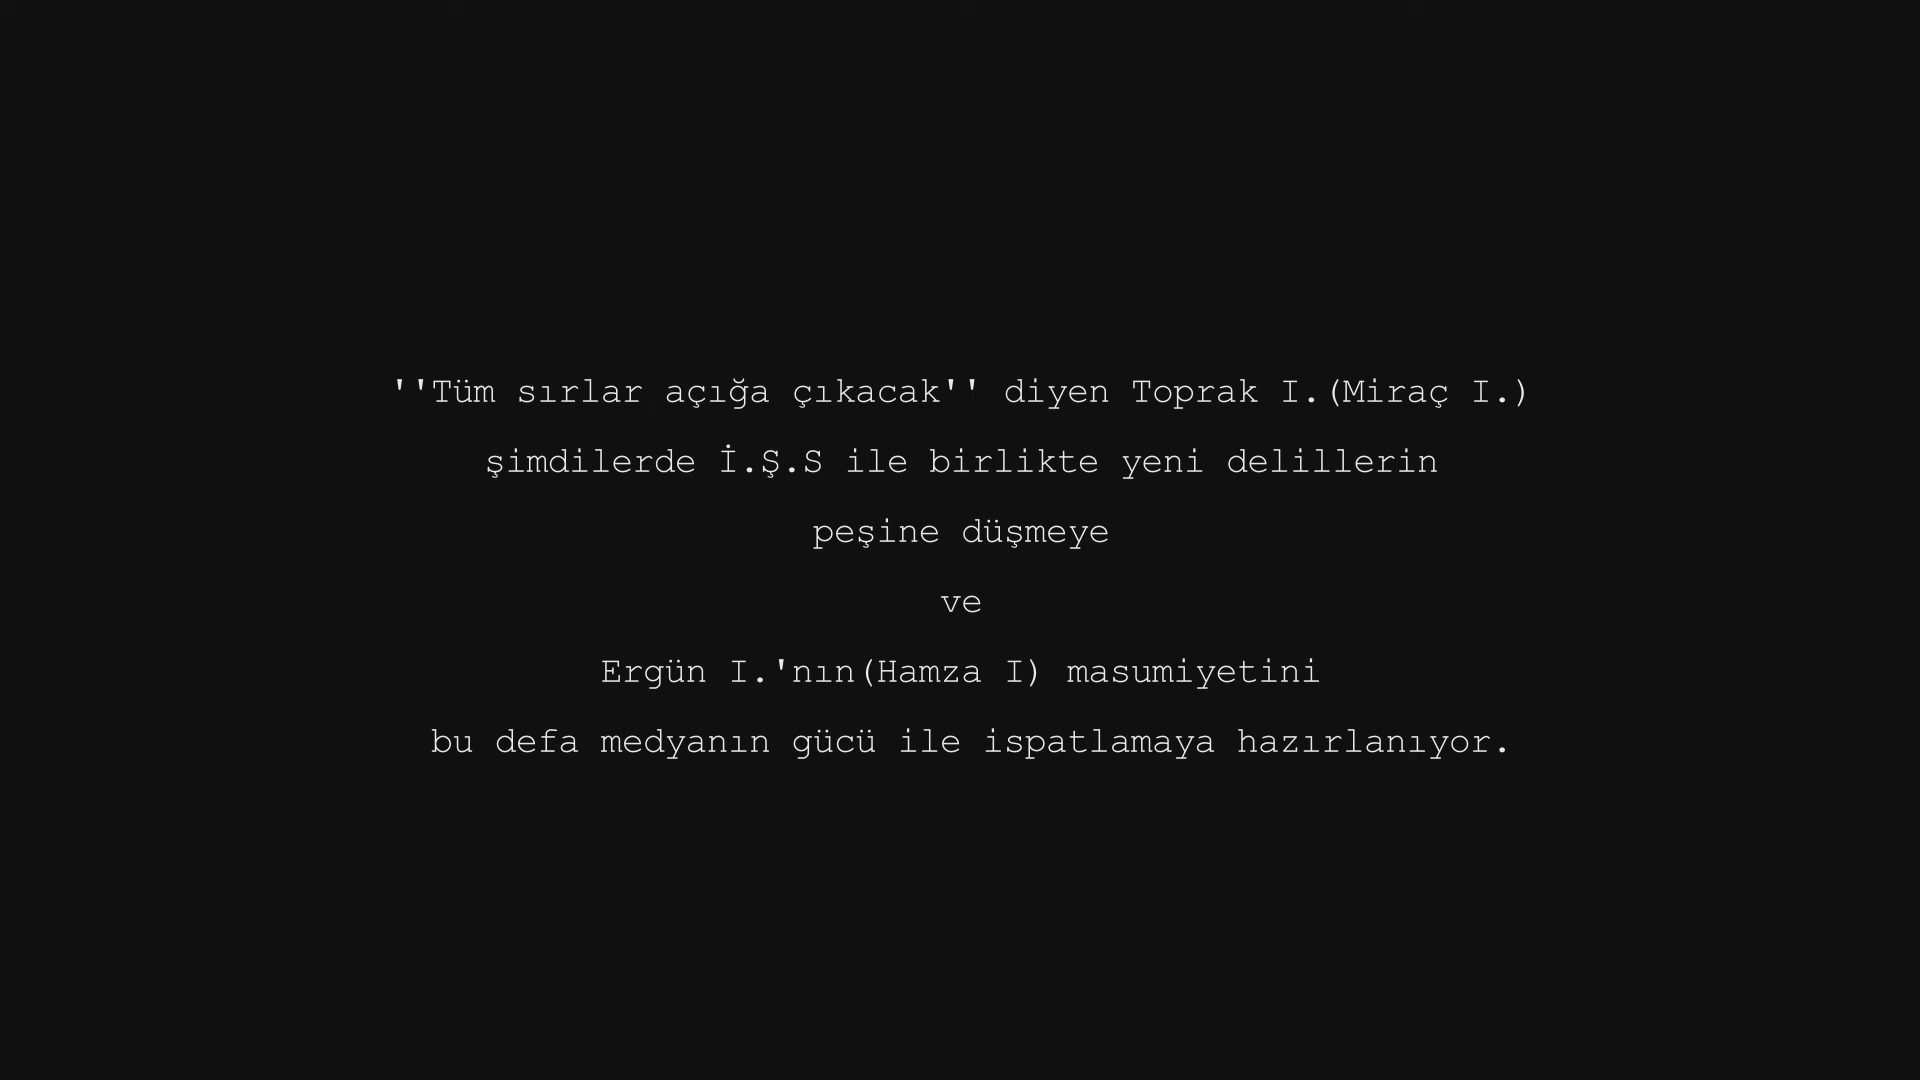 ''Tüm sırlar açığa çıkacak'' diyen Toprak I.(Miraç I.)
şimdilerde İ.Ş.S ile birlikte yeni delillerin
peşine düşmeye
ve
Ergün I.'nın(Hamza I) masumiyetini
bu defa medyanın gücü ile ispatlamaya hazırlanıyor.